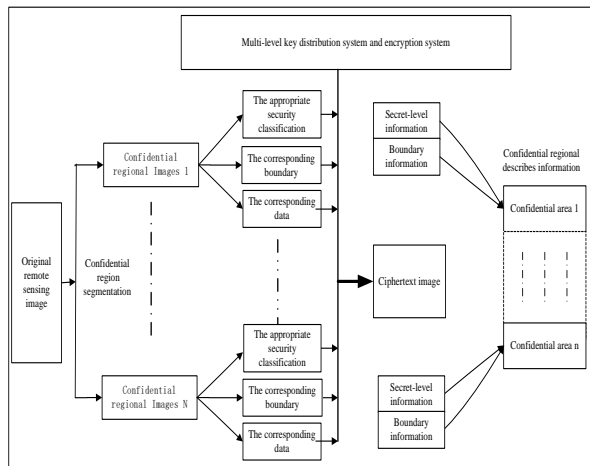 Multi-level key distribution system and encryption system
Original
remote
sensing
image
Confidential
region
segmentation
Confidential
regional Images 1
The appropriate
security
classification
The corresponding
boundary
The corresponding
data
Confidential
regional Images N
The appropriate
security
classification
The corresponding
boundary
The corresponding
data
Ciphertext image
Secret-level
information
Boundary
information
Confidential regional
describes information
Confidential area 1
Confidential area n
Secret-level
information
Boundary
information